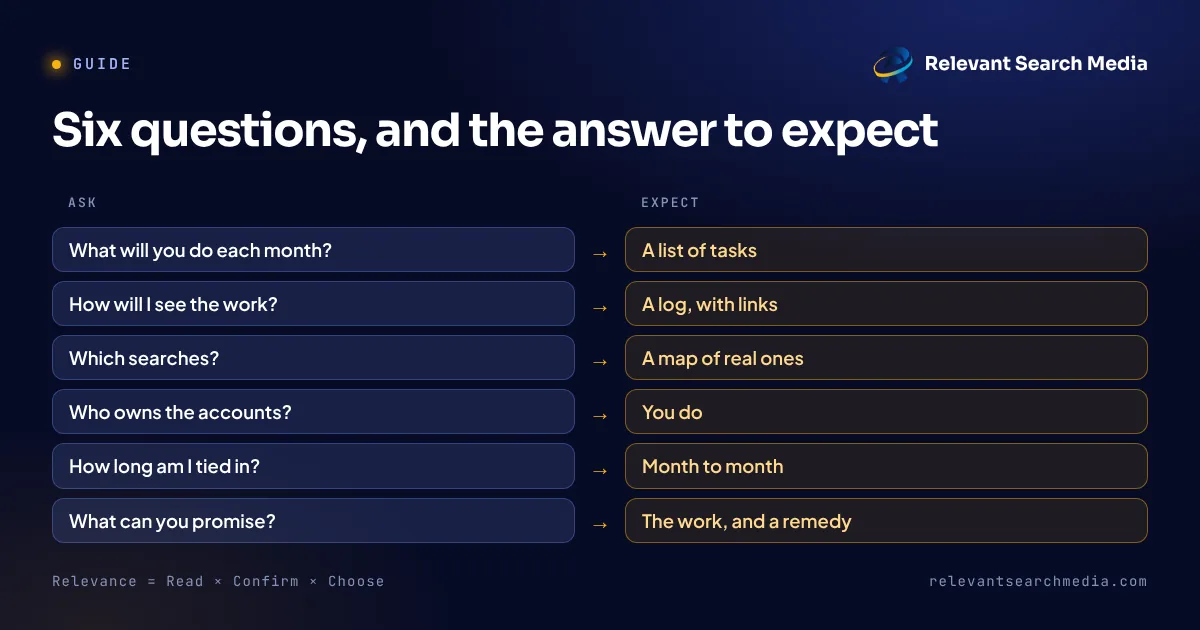 GUIDE
Relevant Search Media
Six questions, and the answer to expect
ASK
EXPECT
What will you do each month?
→
A list of tasks
How will I see the work?
→
A log, with links
Which searches?
→
A map of real ones
Who owns the accounts?
→
You do
How long am I tied in?
→
Month to month
What can you promise?
→
The work, and a remedy
Relevance = Read × Confirm × Choose
relevantsearchmedia.com